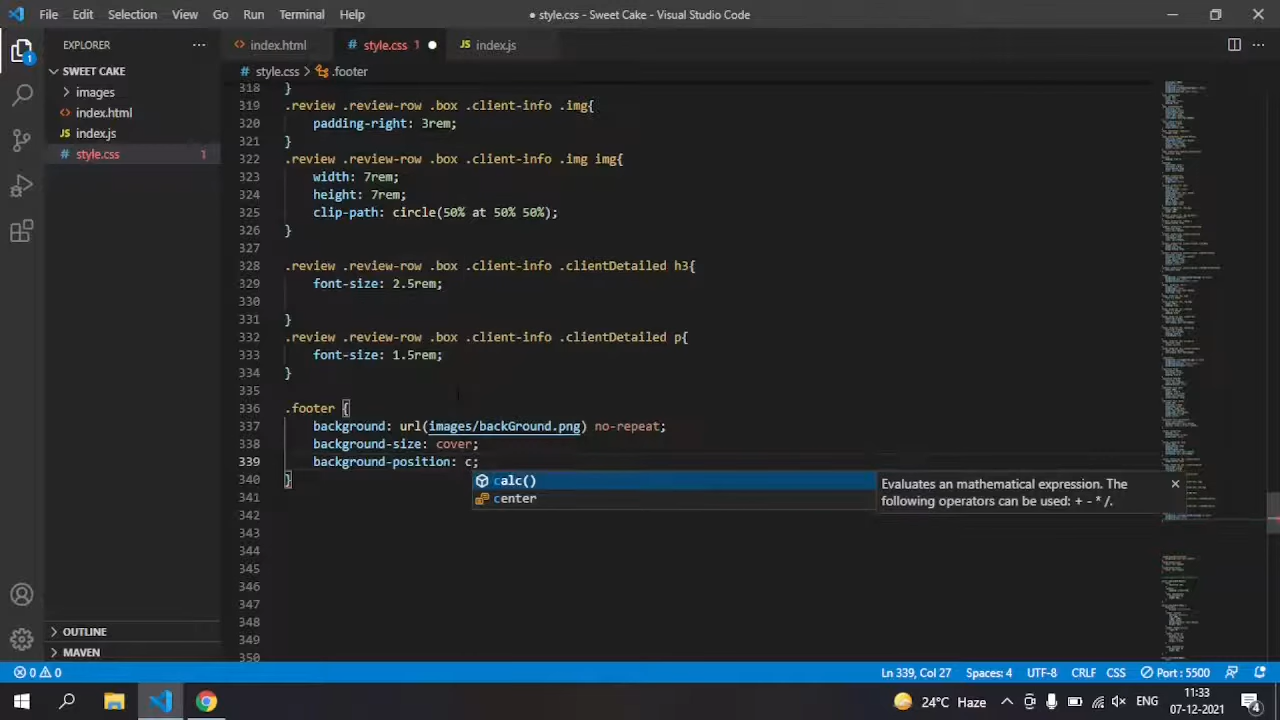 File Edit Selection View Go Run Terminal Help
● style.css - Sweet Cake - Visual Studio Code
EXPLORER
SWEET CAKE
images
index.html
index.js
style.css 1
OUTLINE
MAVEN
1
index.html
style.css 1
index.js
style.css > .footer
318 }
319 .review .review-row .box .client-info .img{
320 padding-right: 3rem;
321 }
322 .review .review-row .box .client-info .img img{
323 width: 7rem;
324 height: 7rem;
325 clip-path: circle(50% at 50% 50%);
326 }
327
328 .review .review-row .box .client-info .clientDetailed h3{
329 font-size: 2.5rem;
330
331 }
332 .review .review-row .box .client-info .clientDetailed p{
333 font-size: 1.5rem;
334 }
335
336 .footer {
337 background: url(images/backGround.png) no-repeat;
338 background-size: cover;
339 background-position: c;
340 }
341
342
343
344
345
346
347
348
349
350
calc()
center
Evaluates an mathematical expression. The
following operators can be used: + - * /.
0 0
Ln 339, Col 27 Spaces: 4 UTF-8 CRLF CSS Port : 5500
24°C Haze
ENG
11:33
07-12-2021
4